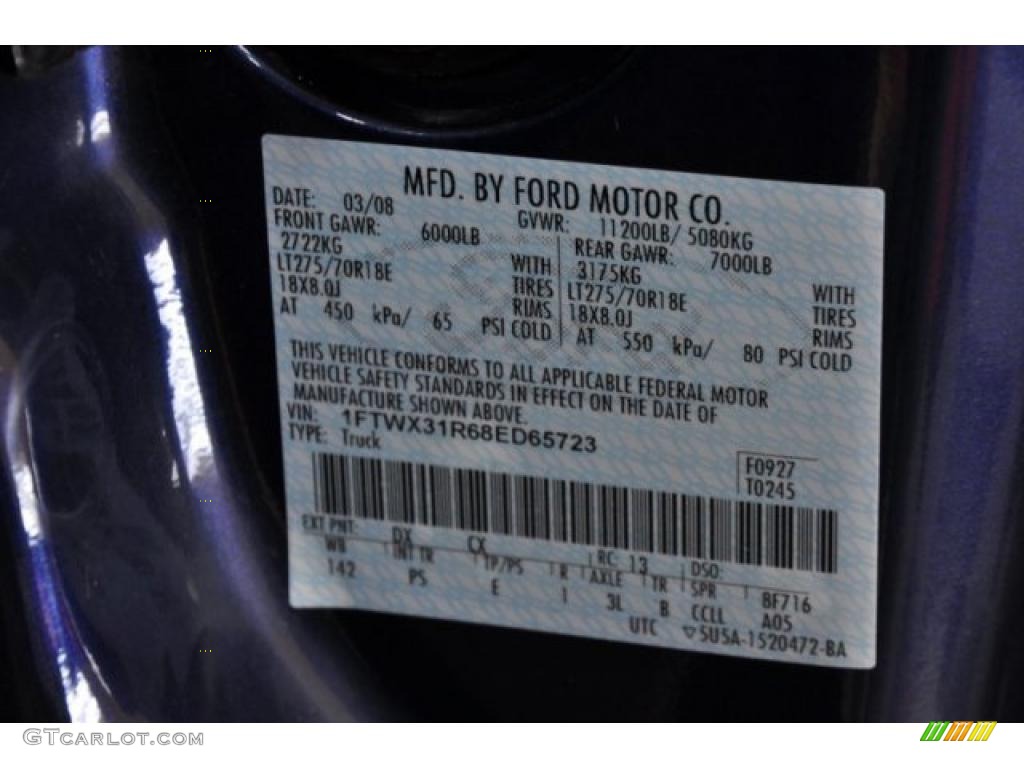 MFD. BY FORD MOTOR CO.
DATE: 03/08 GVWR: 11200LB/ 5080KG
FRONT GAWR: 6000LB REAR GAWR: 7000LB
2722KG WITH 3175KG WITH
LT275/70R18E TIRES LT275/70R18E TIRES
18X8.0J RIMS 18X8.0J RIMS
AT 450 kPa/ 65 PSI COLD AT 550 kPa/ 80 PSI COLD
THIS VEHICLE CONFORMS TO ALL APPLICABLE FEDERAL MOTOR
VEHICLE SAFETY STANDARDS IN EFFECT ON THE DATE OF
MANUFACTURE SHOWN ABOVE.
VIN: 1FTWX31R68ED65723
TYPE: Truck
F0927
T0245
EXT PNT: DX CX RC: 13 DSO:
WB INT TR TP/PS R AXLE TR SPR 8F716
142 PS E 1 3L B CCLL A05
UTC ▽5U5A-1520472-BA
GTCARLOT.COM